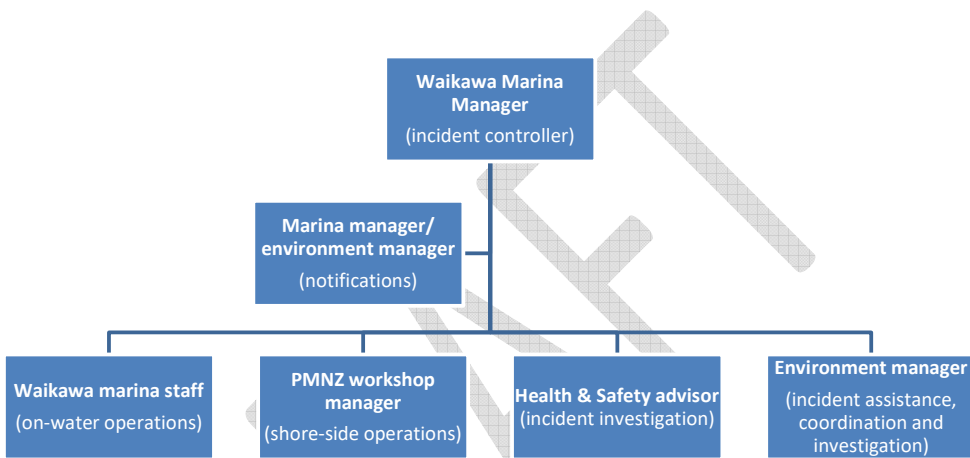 Waikawa Marina
Manager
(incident controller)
Marina manager/
environment manager
(notifications)
Waikawa marina staff
(on-water operations)
PMNZ workshop
manager
(shore-side operations)
Health & Safety advisor
(incident investigation)
Environment manager
(incident assistance,
coordination and
investigation)